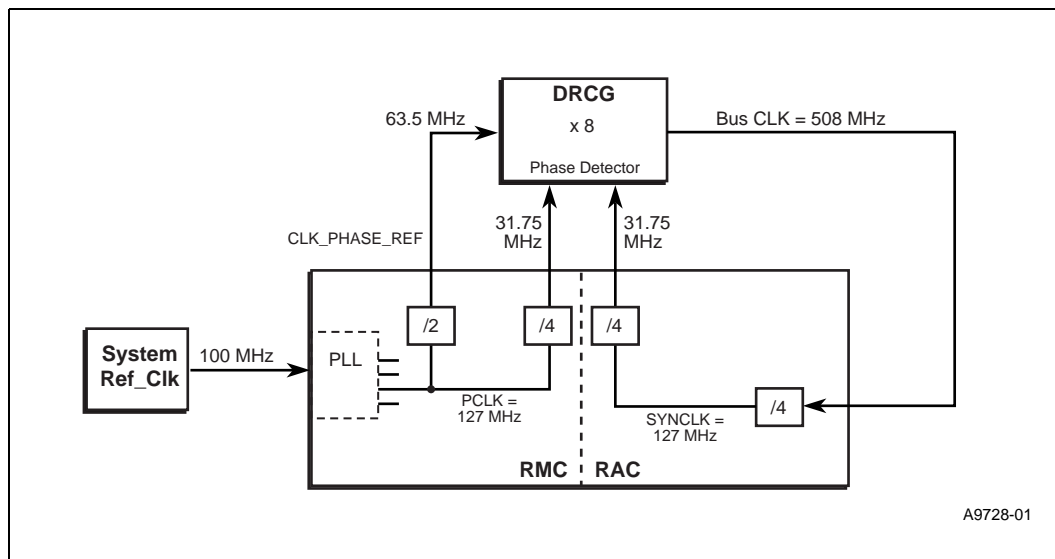 DRCG
x 8
Phase Detector
63.5 MHz
Bus CLK = 508 MHz
CLK_PHASE_REF
31.75
MHz
31.75
MHz
System
Ref_Clk
100 MHz
PLL
/2
/4
/4
/4
PCLK =
127 MHz
SYNCLK =
127 MHz
RMC
RAC
A9728-01